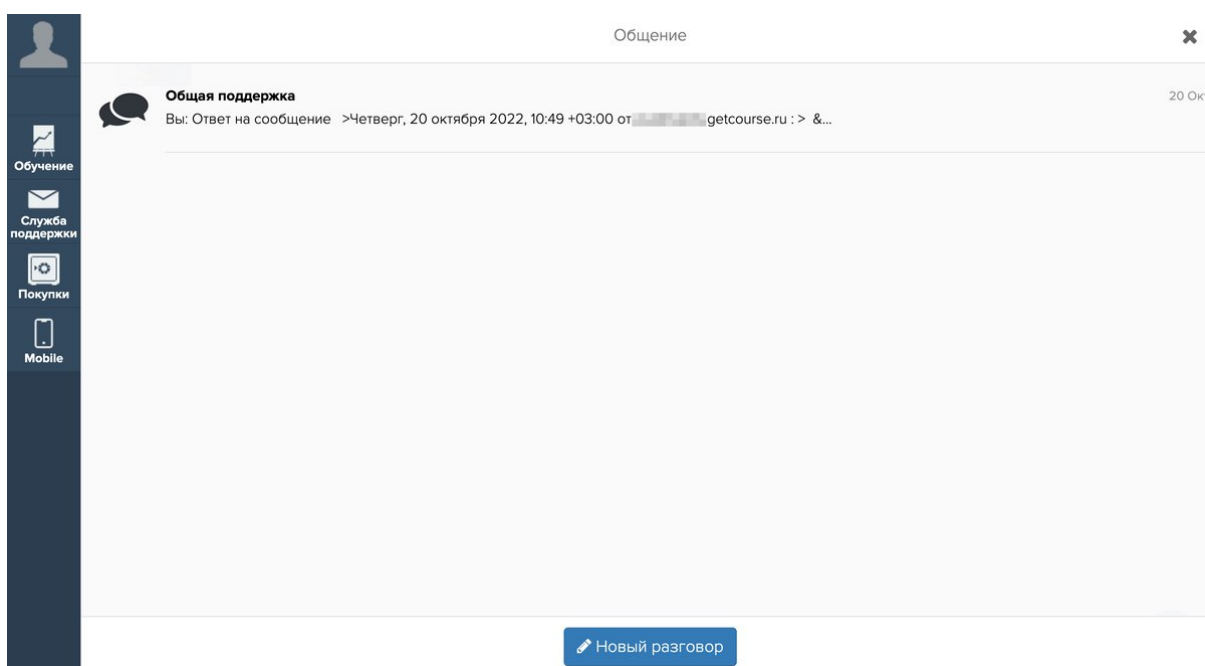 Общение
Общая поддержка
20 Ок
Вы: Ответ на сообщение >Четверг, 20 октября 2022, 10:49 +03:00 от getcourse.ru : > &...
Обучение
Служба
поддержки
Покупки
Mobile
Новый разговор